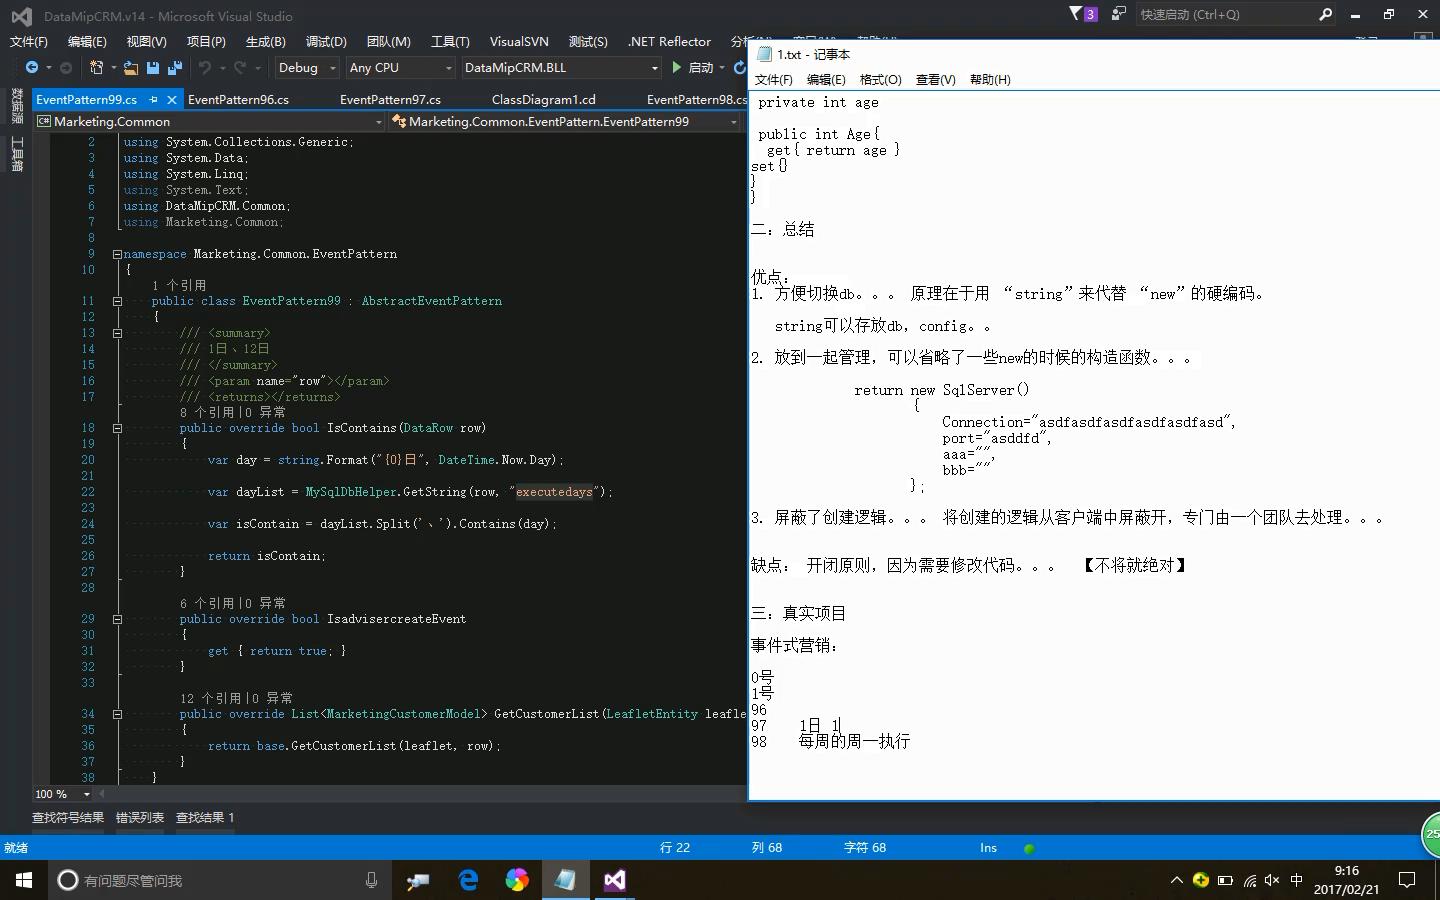 DataMipCRM.v14 - Microsoft Visual Studio
3
快速启动 (Ctrl+Q)
文件(F) 编辑(E) 视图(V) 项目(P) 生成(B) 调试(D) 团队(M) 工具(T) VisualSVN 测试(S) .NET Reflector
Debug Any CPU DataMipCRM.BLL 启动
数据源
工具箱
EventPattern99.cs EventPattern96.cs EventPattern97.cs ClassDiagram1.cd EventPattern98.cs
Marketing.Common Marketing.Common.EventPattern.EventPattern99
2 using System.Collections.Generic;
3 using System.Data;
4 using System.Linq;
5 using System.Text;
6 using DataMipCRM.Common;
7 using Marketing.Common;
8
9 namespace Marketing.Common.EventPattern
10 {
1 个引用
11 public class EventPattern99 : AbstractEventPattern
12 {
13 /// <summary>
14 /// 1日、12日
15 /// </summary>
16 /// <param name="row"></param>
17 /// <returns></returns>
8 个引用|0 异常
18 public override bool IsContains(DataRow row)
19 {
20 var day = string.Format("{0}日", DateTime.Now.Day);
21
22 var dayList = MySqlDbHelper.GetString(row, "executedays");
23
24 var isContain = dayList.Split('、').Contains(day);
25
26 return isContain;
27 }
28
6 个引用|0 异常
29 public override bool IsadvisercreateEvent
30 {
31 get { return true; }
32 }
33
12 个引用|0 异常
34 public override List<MarketingCustomerModel> GetCustomerList(LeafletEntity leafle
35 {
36 return base.GetCustomerList(leaflet, row);
37 }
38 }
100 %
查找符号结果 错误列表 查找结果 1
就绪 行 22 列 68 字符 68 Ins
1.txt - 记事本
文件(F) 编辑(E) 格式(O) 查看(V) 帮助(H)
private int age
public int Age{
get{ return age }
set{}
}
}
二：总结
优点：
1. 方便切换db。。。 原理在于用 “string”来代替 “new”的硬编码。
string可以存放db，config。。
2. 放到一起管理，可以省略了一些new的时候的构造函数。。。
return new SqlServer()
{
Connection="asdfasdfasdfasdfasdfasd",
port="asddfd",
aaa="",
bbb=""
};
3. 屏蔽了创建逻辑。。。 将创建的逻辑从客户端中屏蔽开，专门由一个团队去处理。。。
缺点： 开闭原则，因为需要修改代码。。。 【不将就绝对】
三：真实项目
事件式营销：
0号
1号
96
97 1日 1
98 每周的周一执行
25
有问题尽管问我
中
9:16
2017/02/21